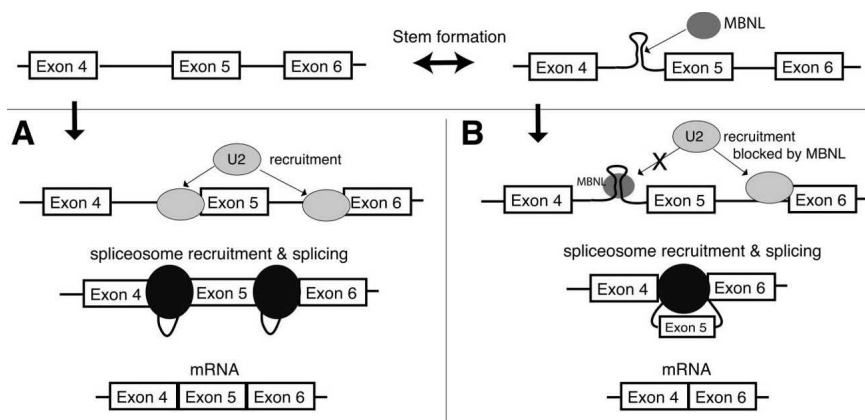 MBNL
Stem formation
Exon 4 Exon 5 Exon 6 Exon 4 Exon 5 Exon 6
A
U2 recruitment
Exon 4 Exon 5 Exon 6
spliceosome recruitment & splicing
Exon 4 Exon 5 Exon 6
mRNA
Exon 4 Exon 5 Exon 6
B
U2 recruitment
blocked by MBNL
X
MBNL
Exon 4 Exon 5 Exon 6
spliceosome recruitment & splicing
Exon 4 Exon 6
Exon 5
mRNA
Exon 4 Exon 6